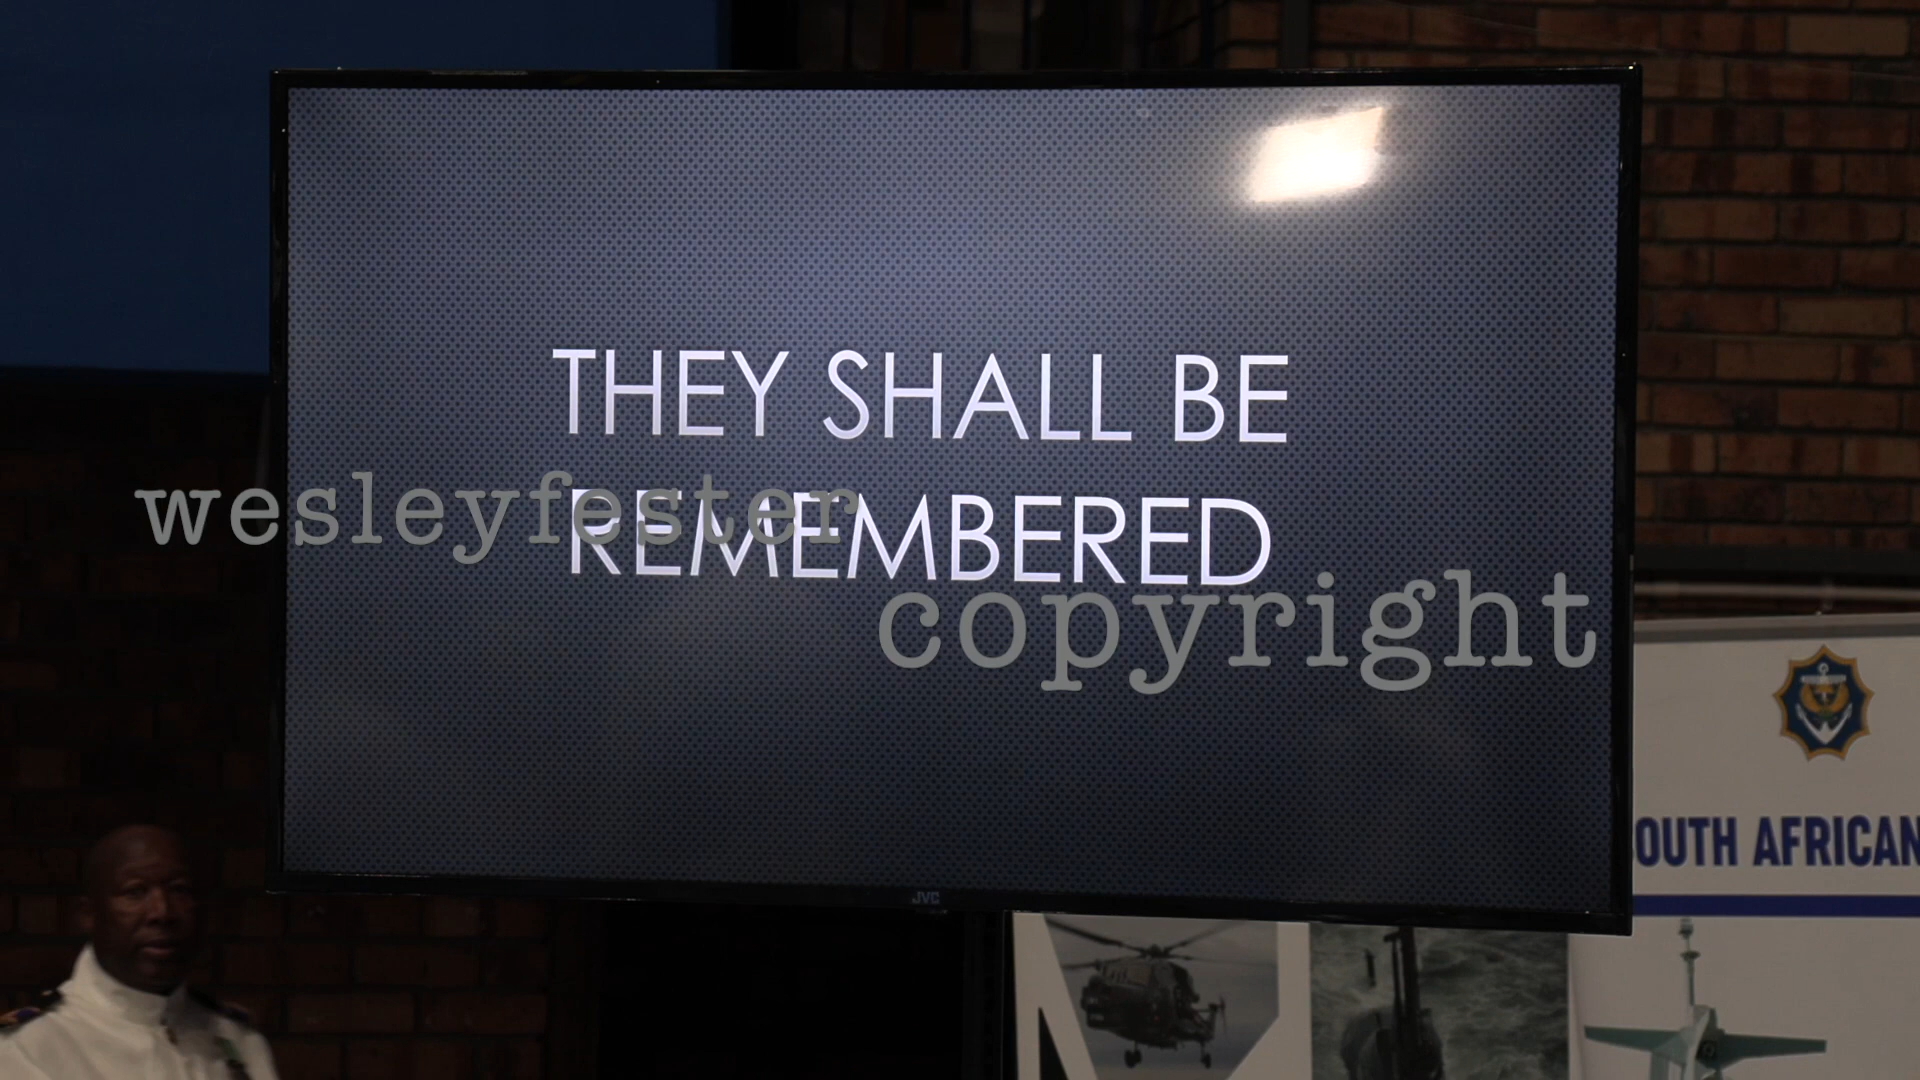 THEY SHALL BE
REMEMBERED
wesleyfester
copyright
JVC
OUTH AFRICAN